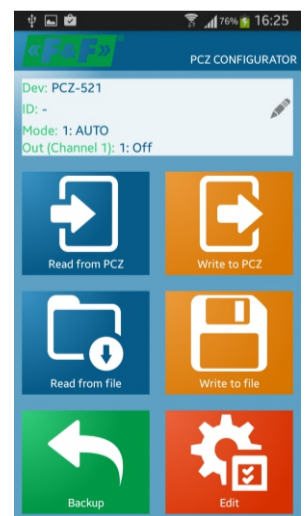 76% 16:25
«F&F» PCZ CONFIGURATOR
Dev: PCZ-521
ID: -
Mode: 1: AUTO
Out (Channel 1): 1: Off
Read from PCZ Write to PCZ
Read from file Write to file
Backup Edit